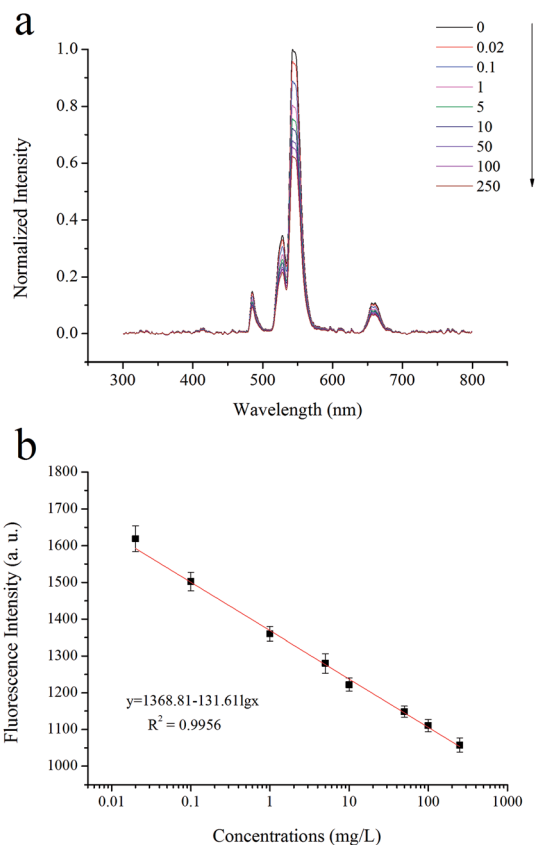 a
0
0.02
0.1
1
5
10
50
100
250
1.0
0.8
0.6
0.4
0.2
0.0
Normalized Intensity
300 400 500 600 700 800
Wavelength (nm)
b
1800
1700
1600
1500
1400
1300
1200
1100
1000
Fluorescence Intensity (a. u.)
y=1368.81-131.61lgx
R² = 0.9956
0.01 0.1 1 10 100 1000
Concentrations (mg/L)